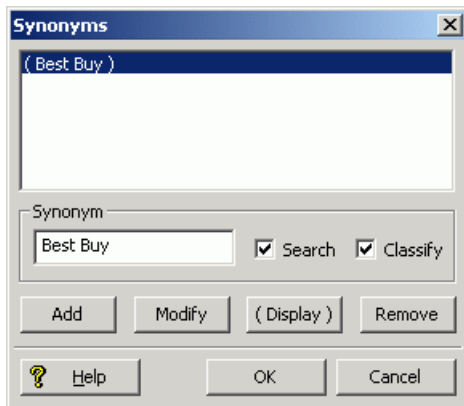 Synonyms
( Best Buy )
Synonym
Best Buy Search Classify
Add Modify ( Display ) Remove
Help OK Cancel